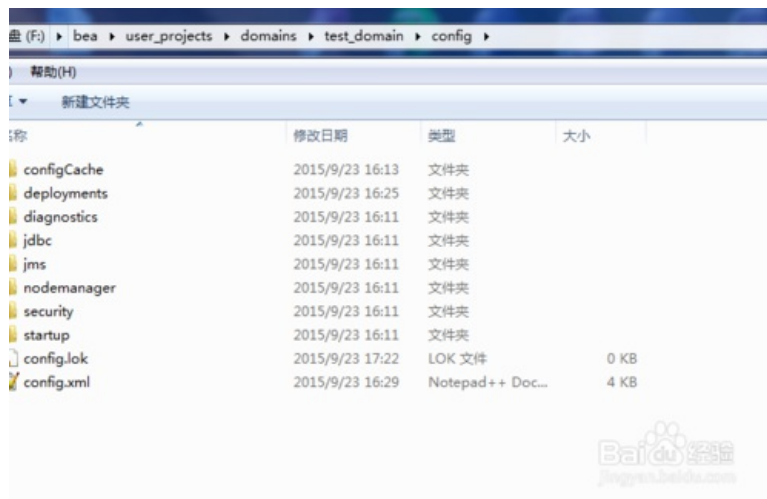 盘 (F:) ▸ bea ▸ user_projects ▸ domains ▸ test_domain ▸ config ▸
) 帮助(H)
新建文件夹
名称 修改日期 类型 大小
configCache 2015/9/23 16:13 文件夹
deployments 2015/9/23 16:25 文件夹
diagnostics 2015/9/23 16:11 文件夹
jdbc 2015/9/23 16:11 文件夹
jms 2015/9/23 16:11 文件夹
nodemanager 2015/9/23 16:11 文件夹
security 2015/9/23 16:11 文件夹
startup 2015/9/23 16:11 文件夹
config.lok 2015/9/23 17:22 LOK 文件 0 KB
config.xml 2015/9/23 16:29 Notepad++ Doc... 4 KB
Baidu 经验
jingyan.baidu.com